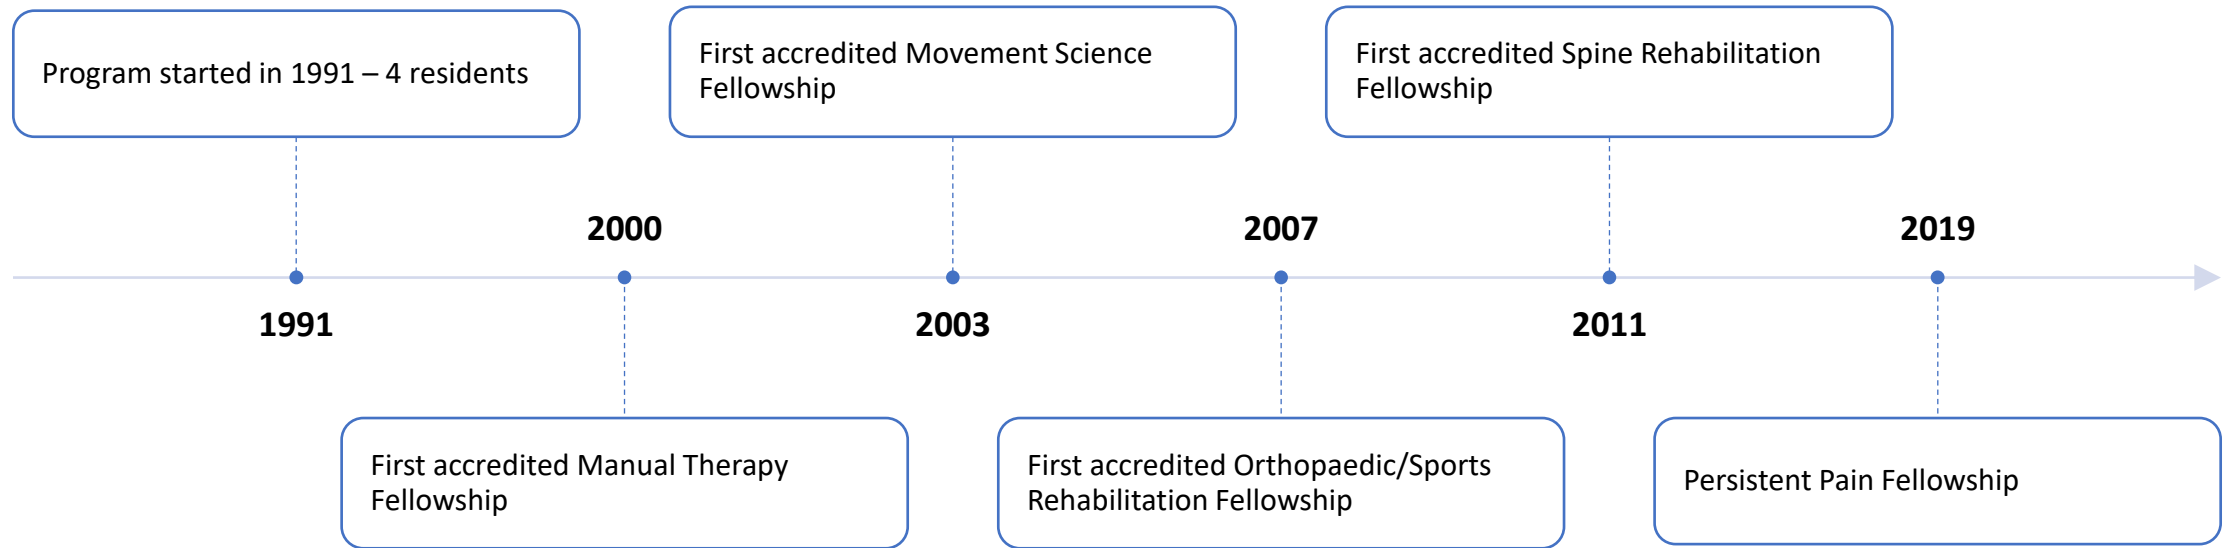 Program started in 1991 – 4 residents
First accredited Movement Science
Fellowship
First accredited Spine Rehabilitation
Fellowship
2000
2007
2019
1991
2003
2011
First accredited Manual Therapy
Fellowship
First accredited Orthopaedic/Sports
Rehabilitation Fellowship
Persistent Pain Fellowship